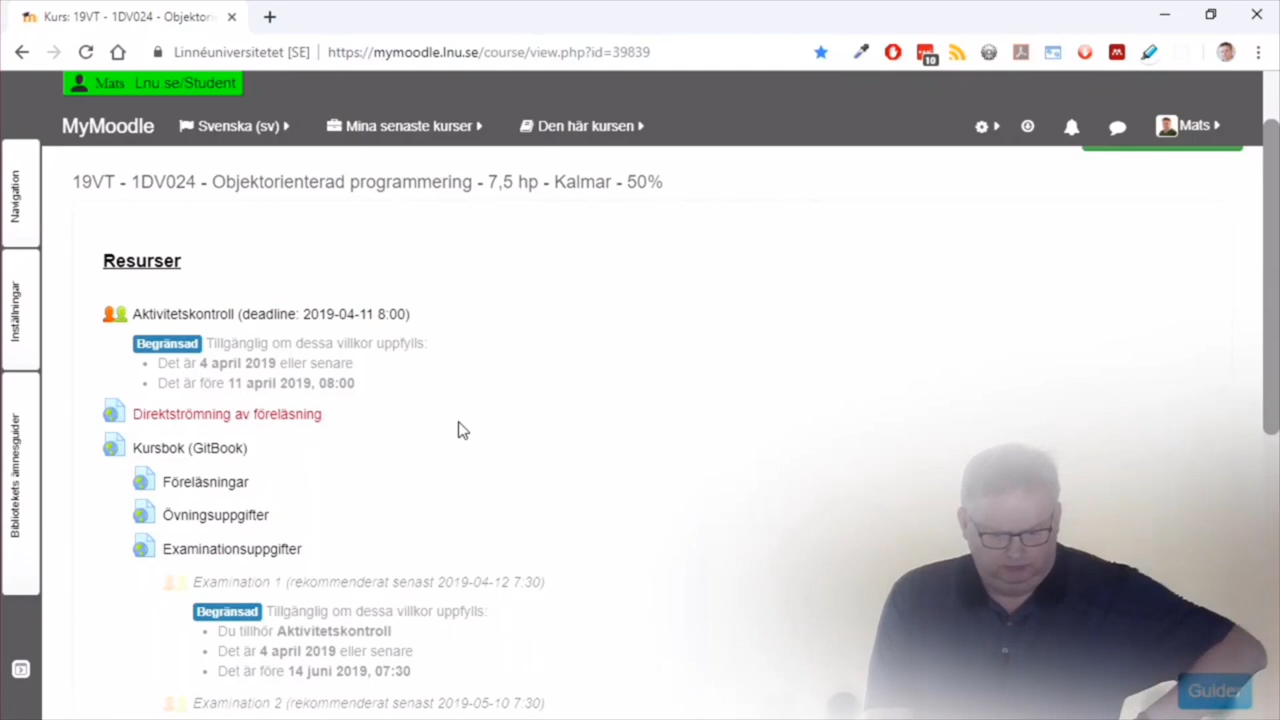 Kurs: 19VT - 1DV024 - Objektori
Linnéuniversitetet [SE] | https://mymoodle.lnu.se/course/view.php?id=39839
10
Mats Lnu.se/Student
MyMoodle Svenska (sv) Mina senaste kurser Den här kursen Mats
Navigation
Inställningar
Bibliotekets ämnesguider
19VT - 1DV024 - Objektorienterad programmering - 7,5 hp - Kalmar - 50%
Resurser
Aktivitetskontroll (deadline: 2019-04-11 8:00)
Begränsad Tillgänglig om dessa villkor uppfylls:
• Det är 4 april 2019 eller senare
• Det är före 11 april 2019, 08:00
Direktströmning av föreläsning
Kursbok (GitBook)
Föreläsningar
Övningsuppgifter
Examinationsuppgifter
Examination 1 (rekommenderat senast 2019-04-12 7:30)
Begränsad Tillgänglig om dessa villkor uppfylls:
• Du tillhör Aktivitetskontroll
• Det är 4 april 2019 eller senare
• Det är före 14 juni 2019, 07:30
Examination 2 (rekommenderat senast 2019-05-10 7:30)
Guider